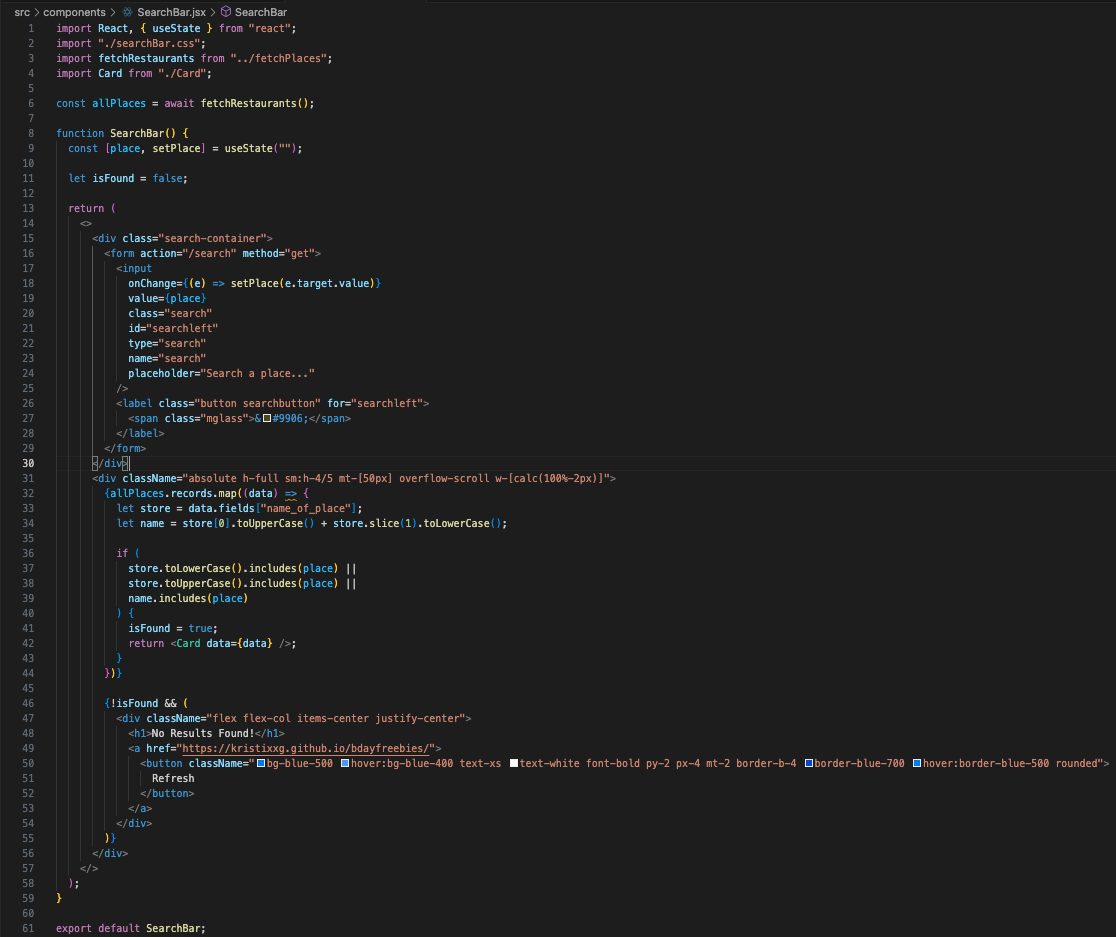 src > components > SearchBar.jsx > SearchBar
1 import React, { useState } from "react";
2 import "./searchBar.css";
3 import fetchRestaurants from "../fetchPlaces";
4 import Card from "./Card";
5
6 const allPlaces = await fetchRestaurants();
7
8 function SearchBar() {
9 const [place, setPlace] = useState("");
10
11 let isFound = false;
12
13 return (
14 <>
15 <div class="search-container">
16 <form action="/search" method="get">
17 <input
18 onChange={(e) => setPlace(e.target.value)}
19 value={place}
20 class="search"
21 id="searchleft"
22 type="search"
23 name="search"
24 placeholder="Search a place..."
25 />
26 <label class="button searchbutton" for="searchleft">
27 <span class="mglass">&#9906;</span>
28 </label>
29 </form>
30 </div>
31 <div className="absolute h-full sm:h-4/5 mt-[50px] overflow-scroll w-[calc(100%-2px)]">
32 {allPlaces.records.map((data) => {
33 let store = data.fields["name_of_place"];
34 let name = store[0].toUpperCase() + store.slice(1).toLowerCase();
35
36 if (
37 store.toLowerCase().includes(place) ||
38 store.toUpperCase().includes(place) ||
39 name.includes(place)
40 ) {
41 isFound = true;
42 return <Card data={data} />;
43 }
44 })}
45
46 {!isFound && (
47 <div className="flex flex-col items-center justify-center">
48 <h1>No Results Found!</h1>
49 <a href="https://kristixxg.github.io/bdayfreebies/">
50 <button className="bg-blue-500 hover:bg-blue-400 text-xs text-white font-bold py-2 px-4 mt-2 border-b-4 border-blue-700 hover:border-blue-500 rounded">
51 Refresh
52 </button>
53 </a>
54 </div>
55 )}
56 </div>
57 </>
58 );
59 }
60
61 export default SearchBar;